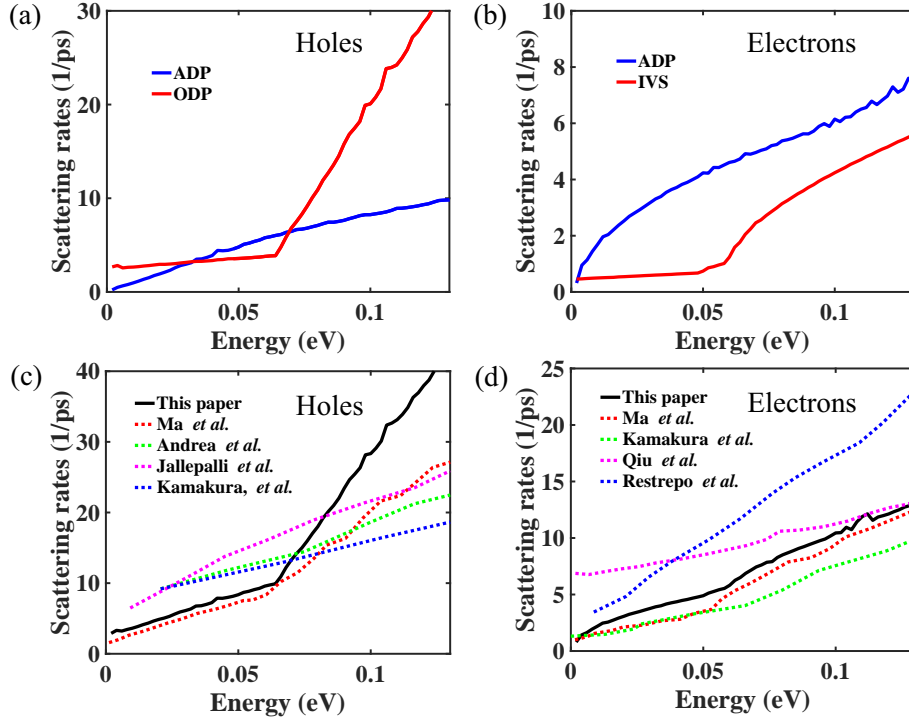 (a)
Holes
ADP
ODP
Scattering rates (1/ps)
30
20
10
0
0
0.05
0.1
Energy (eV)
(b)
Electrons
ADP
IVS
Scattering rates (1/ps)
10
8
6
4
2
0
0
0.05
0.1
Energy (eV)
(c)
Holes
This paper
Ma et al.
Andrea et al.
Jallepalli et al.
Kamakura, et al.
Scattering rates (1/ps)
40
30
20
10
0
0
0.05
0.1
Energy (eV)
(d)
Electrons
This paper
Ma et al.
Kamakura et al.
Qiu et al.
Restrepo et al.
Scattering rates (1/ps)
25
20
15
10
5
0
0
0.05
0.1
Energy (eV)